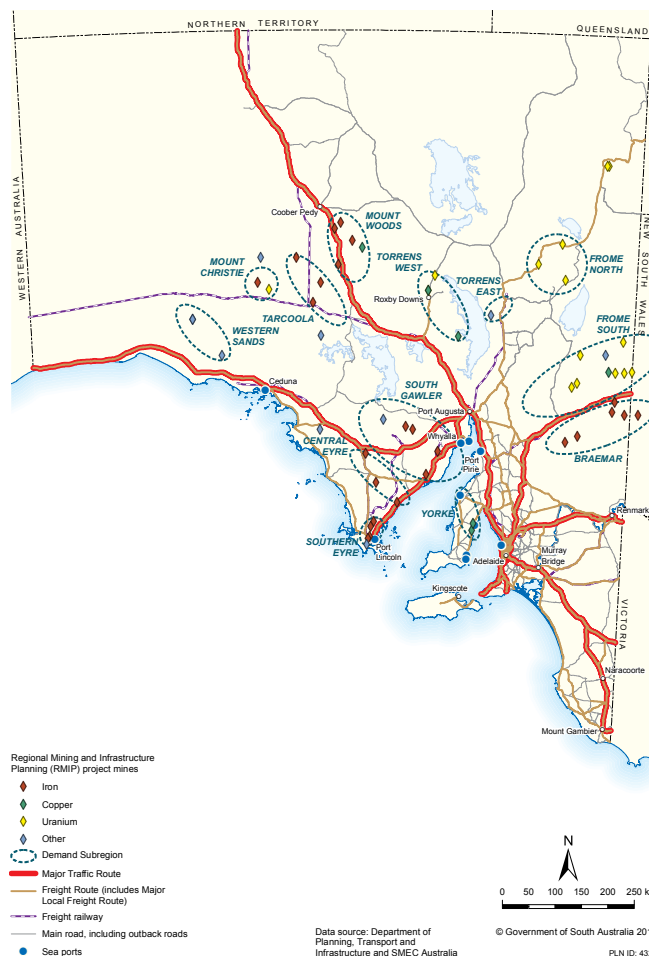 NORTHERN TERRITORY
QUEENSLAND
WESTERN AUSTRALIA
NEW SOUTH WALES
Coober Pedy
MOUNT
WOODS
MOUNT
CHRISTIE
TORRENS
WEST
FROME
NORTH
TORRENS
EAST
Roxby Downs
TARCOOLA
WESTERN
SANDS
FROME
SOUTH
Ceduna
SOUTH
GAWLER
Port Augusta
CENTRAL
EYRE
Whyalla
Port
Pirie
BRAEMAR
YORKE
Renmark
SOUTHERN
EYRE
Port
Lincoln
Adelaide
Murray
Bridge
Kingscote
VICTORIA
Naracoorte
Mount Gambier
Regional Mining and Infrastructure
Planning (RMIP) project mines
Iron
Copper
Uranium
Other
Demand Subregion
Major Traffic Route
Freight Route (includes Major
Local Freight Route)
Freight railway
Main road, including outback roads
Sea ports
N
0 50 100 150 200 250 k
Data source: Department of
Planning, Transport and
Infrastructure and SMEC Australia
© Government of South Australia 201
PLN ID: 432